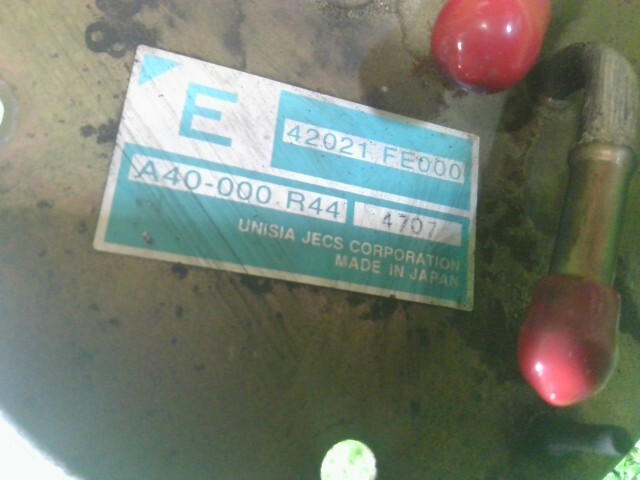 E
42021 FE000
A40-000 R44 4707
UNISIA JECS CORPORATION
MADE IN JAPAN